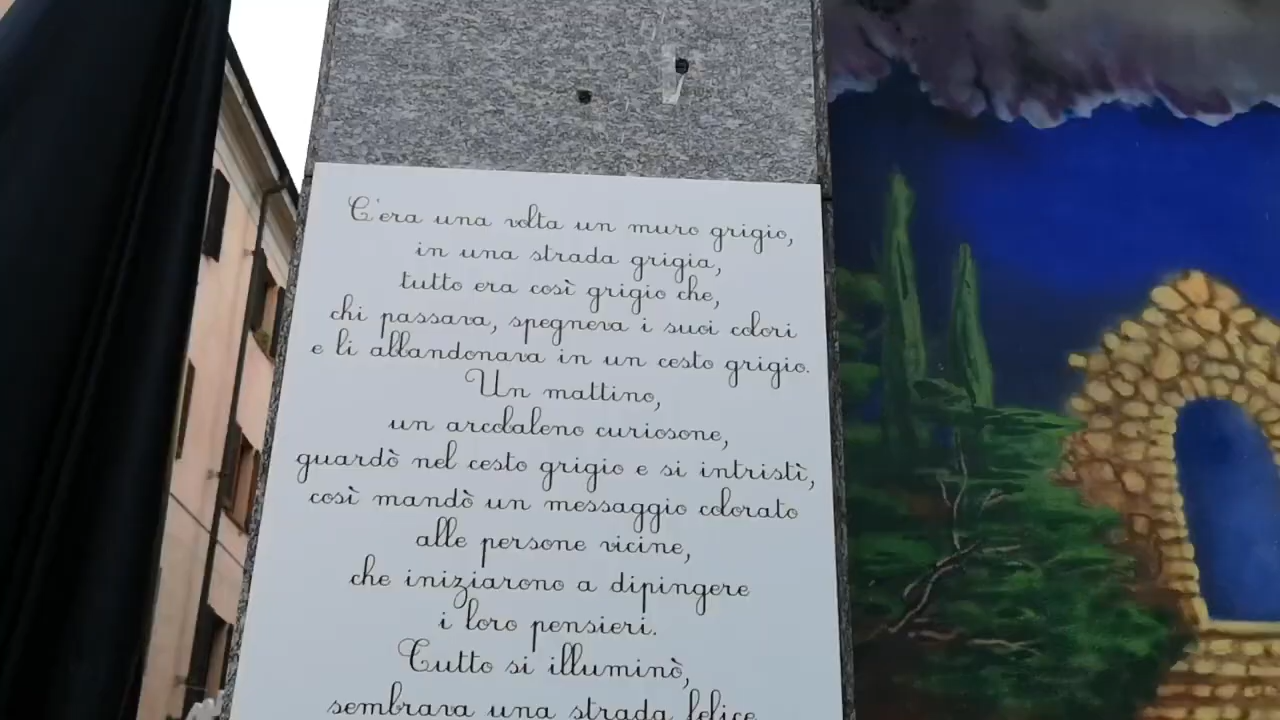 C'era una volta un muro grigio,
in una strada grigia,
tutto era così grigio che,
chi passava, spegneva i suoi colori
e li abbandonava in un cesto grigio.
Un mattino,
un arcobaleno curiosone,
guardò nel cesto grigio e si intristì,
così mandò un messaggio colorato
alle persone vicine,
che iniziarono a dipingere
i loro pensieri.
Tutto si illuminò,
sembrava una strada felice